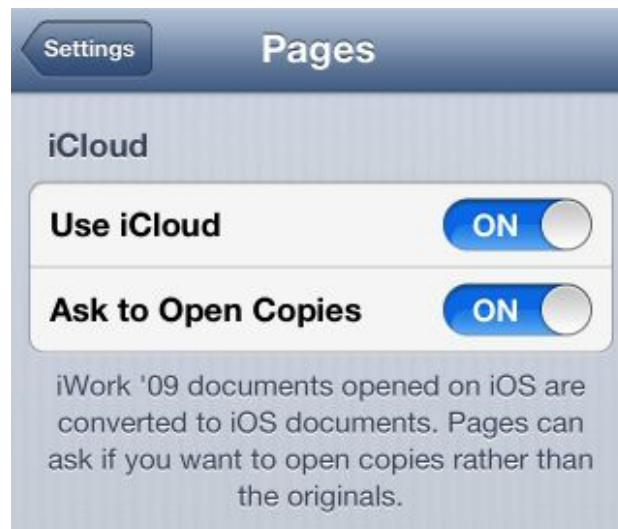 Settings
Pages
iCloud
Use iCloud ON
Ask to Open Copies ON
iWork '09 documents opened on iOS are
converted to iOS documents. Pages can
ask if you want to open copies rather than
the originals.